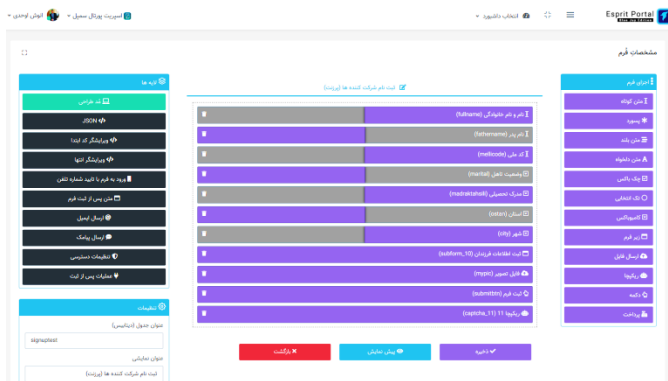 Esprit Portal
انتخاب داشبورد
اسپریت پورتال سمپل
انوش اوحدی
مشخصات فُرم
اجزای فرم
متن کوتاه
پسورد
متن بلند
متن دلخواه
چک باکس
تک انتخابی
کامبوباکس
زیر فرم
ارسال فایل
ریکپچا
دکمه
پرداخت
ثبت نام شرکت کننده ها (پرزنت)
نام و نام خانوادگی (fullname)
نام پدر (fathername)
کد ملی (mellicode)
وضعیت تاهل (marital)
مدرک تحصیلی (madraktahsili)
استان (ostan)
شهر (city)
ثبت اطلاعات فرزندان (subform_10)
فایل تصویر (mypic)
ثبت فرم (submitbtn)
ریکپچا 11 (captcha_11)
ذخیره
پیش نمایش
بازگشت
لایه ها
مُد طراحی
JSON
ویرایشگر کد ابتدا
ویرایشگر انتها
ورود به فرم با تایید شماره تلفن
متن پس از ثبت فرم
ارسال ایمیل
ارسال پیامک
تنظیمات دسترسی
عملیات پس از ثبت
تنظیمات
عنوان جدول (دیتابیس)
signuptest
عنوان نمایشی
ثبت نام شرکت کننده ها (پرزنت)